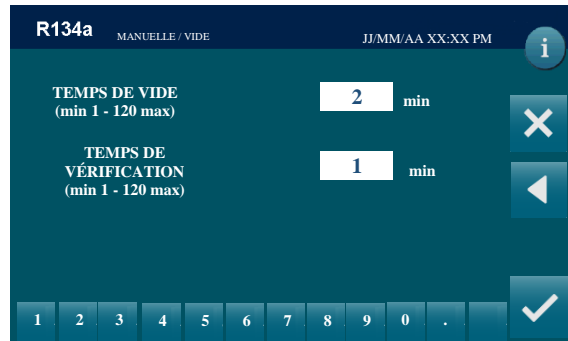 R134a MANUELLE / VIDE JJ/MM/AA XX:XX PM
i
TEMPS DE VIDE 2 min
(min 1 - 120 max)
TEMPS DE
VÉRIFICATION 1 min
(min 1 - 120 max)
1 2 3 4 5 6 7 8 9 0 .